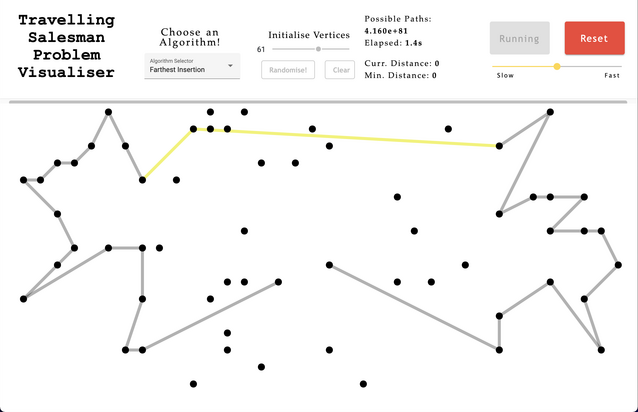 Travelling
Salesman
Problem
Visualiser
Choose an
Algorithm!
Algorithm Selector
Farthest Insertion
Initialise Vertices
61
Randomise!
Clear
Possible Paths:
4.160e+81
Elapsed: 1.4s
Curr. Distance: 0
Min. Distance: 0
Running
Reset
Slow
Fast